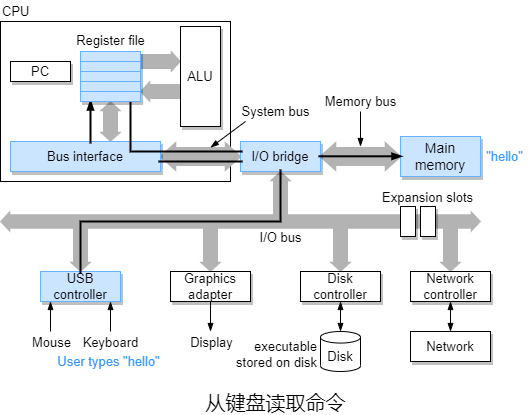 CPU
Register file
PC
ALU
System bus
Memory bus
Bus interface
I/O bridge
Main
memory
"hello"
Expansion slots
I/O bus
USB
controller
Graphics
adapter
Disk
controller
Network
controller
Mouse
Keyboard
Display
executable
stored on disk
Disk
Network
User types "hello"
从键盘读取命令